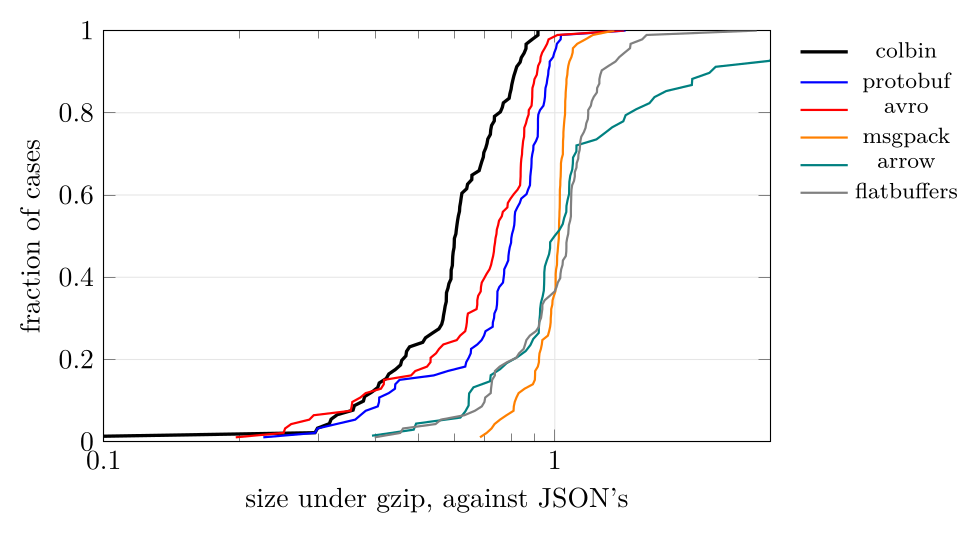 1
0.8
0.6
0.4
0.2
0
0.1
1
fraction of cases
size under gzip, against JSON's
colbin
protobuf
avro
msgpack
arrow
flatbuffers